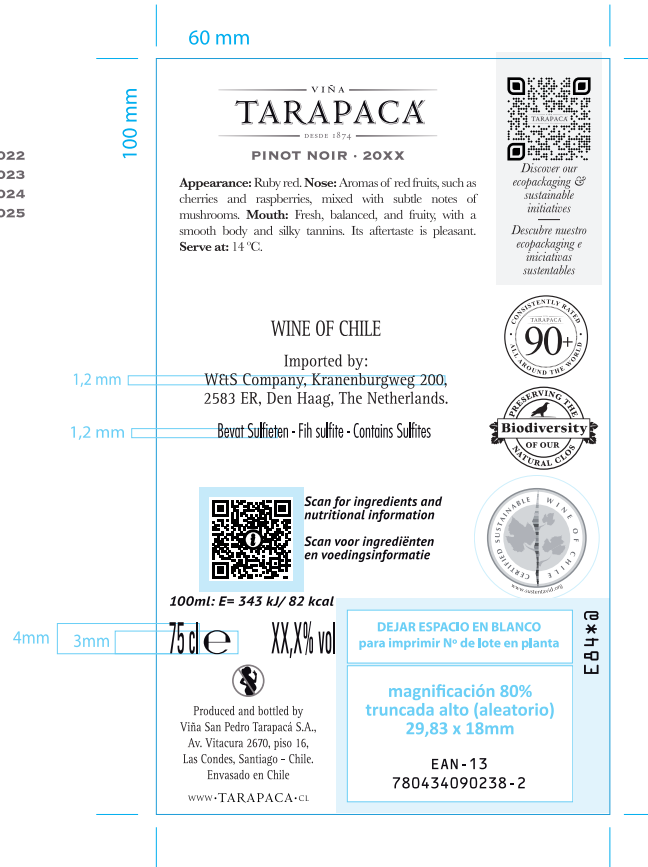 60 mm
100 mm
022
023
024
025
VIÑA
TARAPACÁ
DESDE 1874
PINOT NOIR · 20XX
Appearance: Ruby red. Nose: Aromas of red fruits, such as
cherries and raspberries, mixed with subtle notes of
mushrooms. Mouth: Fresh, balanced, and fruity, with a
smooth body and silky tannins. Its aftertaste is pleasant.
Serve at: 14 ºC.
TARAPACÁ
Discover our
ecopackaging &
sustainable
initiatives
Descubre nuestro
ecopackaging e
iniciativas
sustentables
WINE OF CHILE
Imported by:
1,2 mm
W&S Company, Kranenburgweg 200,
2583 ER, Den Haag, The Netherlands.
1,2 mm
Bevat Sulfieten - Fih sulfite - Contains Sulfites
CONSISTENTLY RATED
TARAPACÁ
90+
ALL AROUND THE WORLD
PRESERVING THE
Biodiversity
OF OUR
NATURAL CLOS
Scan for ingredients and
nutritional information
Scan voor ingrediënten
en voedingsinformatie
CERTIFIED SUSTAINABLE WINE OF CHILE
www.sustentavid.org
100ml: E= 343 kJ/ 82 kcal
4mm
3mm
75 cl e XX,X% vol
DEJAR ESPACIO EN BLANCO
para imprimir Nº de lote en planta
E84*@
magnificación 80%
truncada alto (aleatorio)
29,83 x 18mm
EAN-13
780434090238-2
Produced and bottled by
Viña San Pedro Tarapacá S.A.,
Av. Vitacura 2670, piso 16,
Las Condes, Santiago - Chile.
Envasado en Chile
WWW·TARAPACA·CL